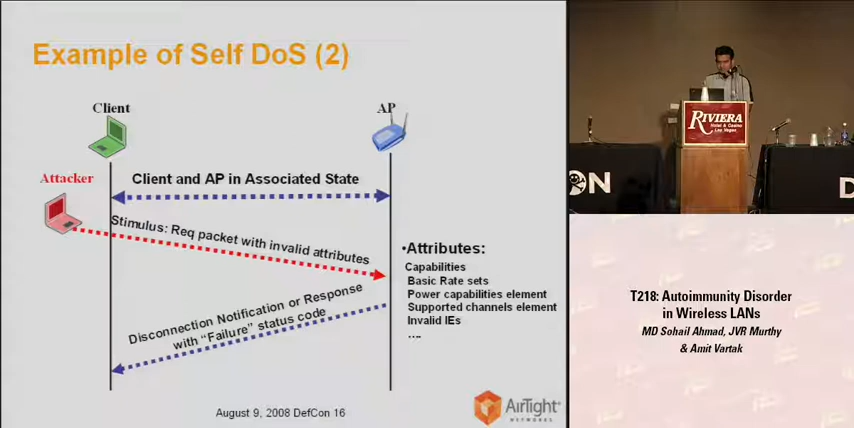 Example of Self DoS (2)
Client
AP
Attacker
Client and AP in Associated State
Stimulus: Req packet with invalid attributes
•Attributes:
Capabilities
Basic Rate sets
Power capabilities element
Supported channels element
Invalid IEs
....
Disconnection Notification or Response
with "Failure" status code
August 9, 2008 DefCon 16
AirTight
NETWORKS
RIVIERA
Hotel & Casino
Las Vegas
ON
D
T218: Autoimmunity Disorder
in Wireless LANs
MD Sohail Ahmad, JVR Murthy
& Amit Vartak